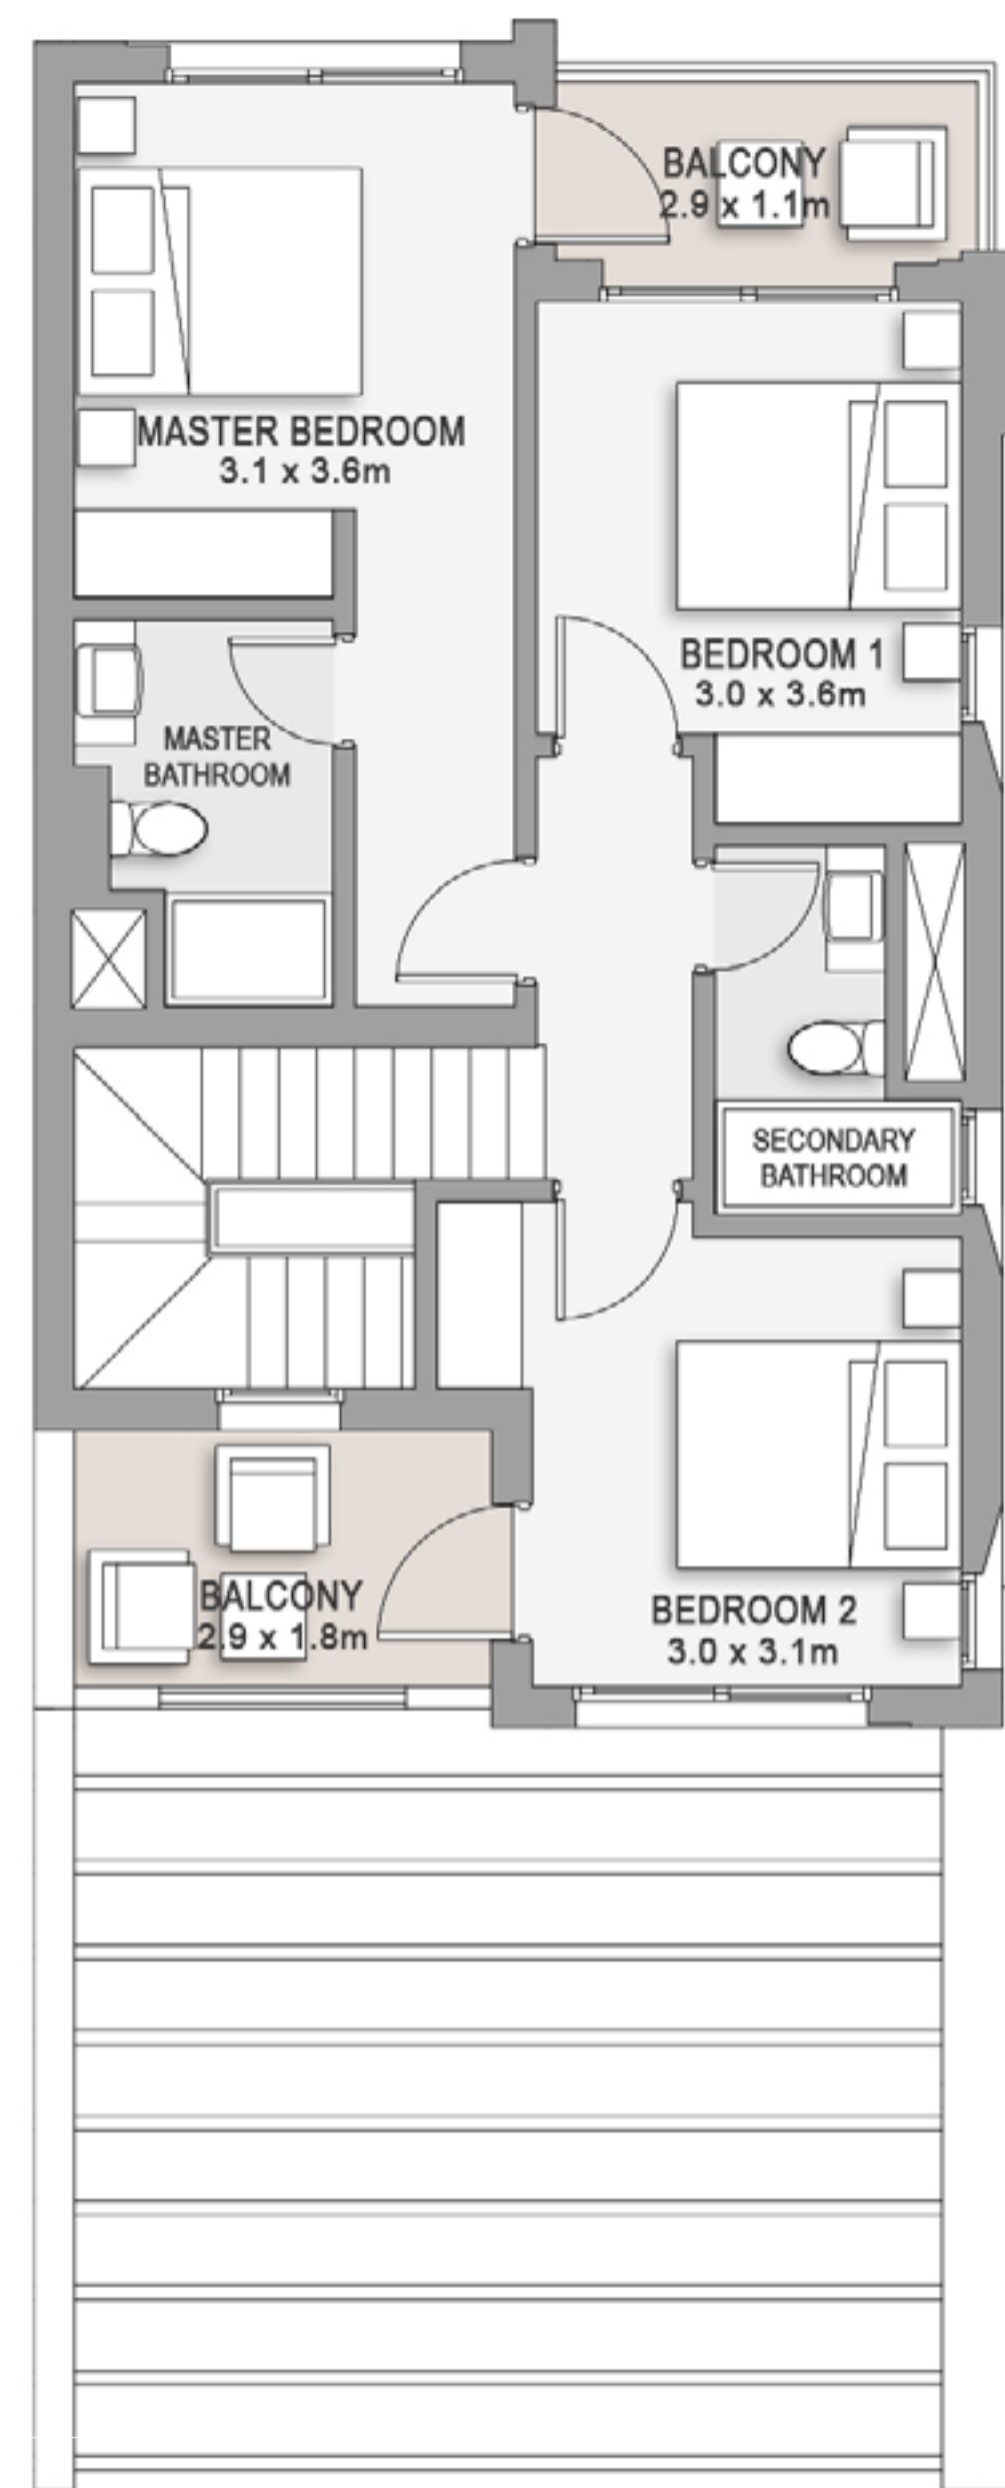 BALCONY
2.9 x 1.1m
MASTER BEDROOM
3.1 x 3.6m
BEDROOM 1
3.0 x 3.6m
MASTER
BATHROOM
SECONDARY
BATHROOM
BALCONY
2.9 x 1.8m
BEDROOM 2
3.0 x 3.1m